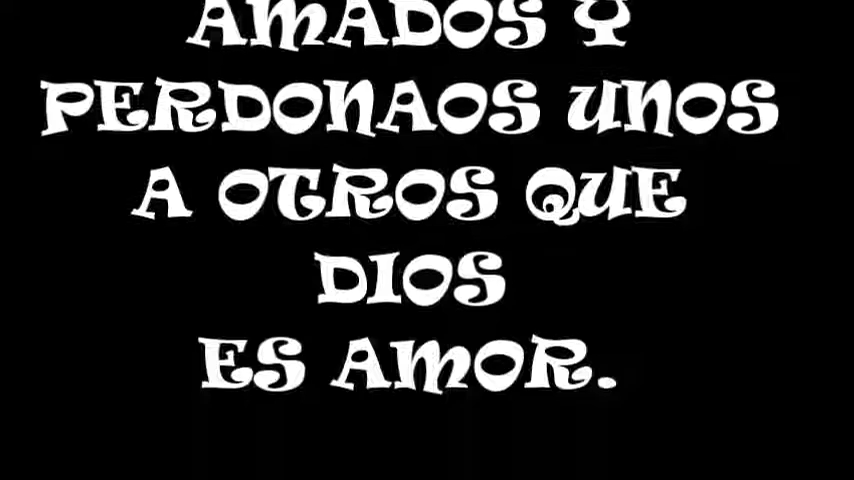 AMADOS Y
PERDONAOS UNOS
A OTROS QUE
DIOS
ES AMOR.